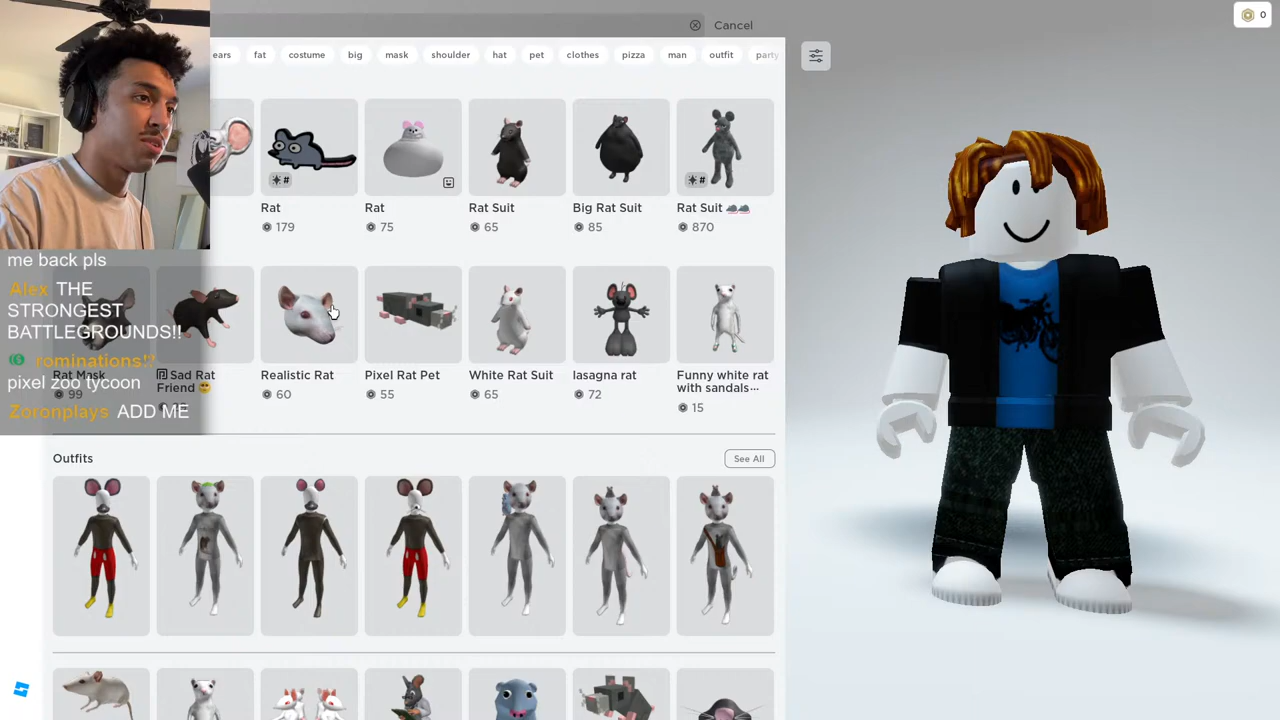 Cancel
0
ears
fat
costume
big
mask
shoulder
hat
pet
clothes
pizza
man
outfit
party
#
#
Rat
Rat
Rat Suit
Big Rat Suit
Rat Suit
179
75
65
85
870
me back pls
Alex THE
STRONGEST
BATTLEGROUNDS!!
rominations!?
pixel zoo tycoon
Zoronplays ADD ME
Rat Mask
99
Sad Rat
Friend
Realistic Rat
60
Pixel Rat Pet
55
White Rat Suit
65
lasagna rat
72
Funny white rat
with sandals...
15
Outfits
See All